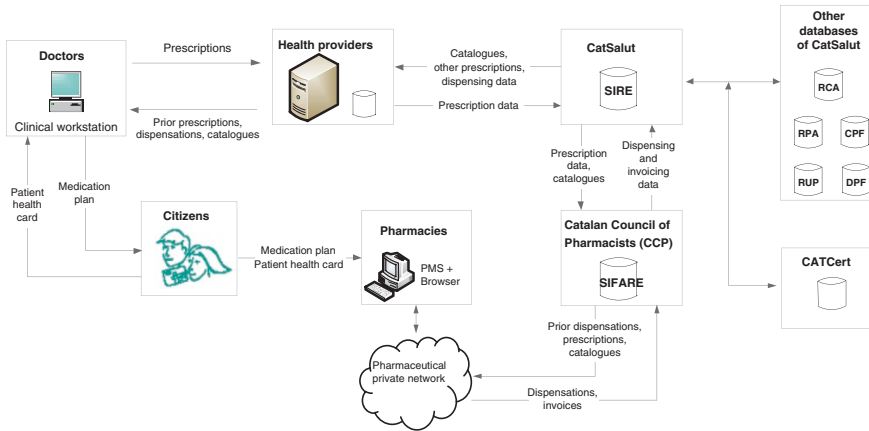 Doctors
Clinical workstation
Prescriptions
Prior prescriptions,
dispensations, catalogues
Health providers
Catalogues,
other prescriptions,
dispensing data
Prescription data
CatSalut
SIRE
Other
databases
of CatSalut
RCA
RPA
CPF
RUP
DPF
Patient
health
card
Medication
plan
Citizens
Medication plan
Patient health card
Pharmacies
PMS +
Browser
Prescription
data,
catalogues
Dispensing
and
invoicing
data
Catalan Council of
Pharmacists (CCP)
SIFARE
CATCert
Prior dispensations,
prescriptions,
catalogues
Pharmaceutical
private network
Dispensations,
invoices